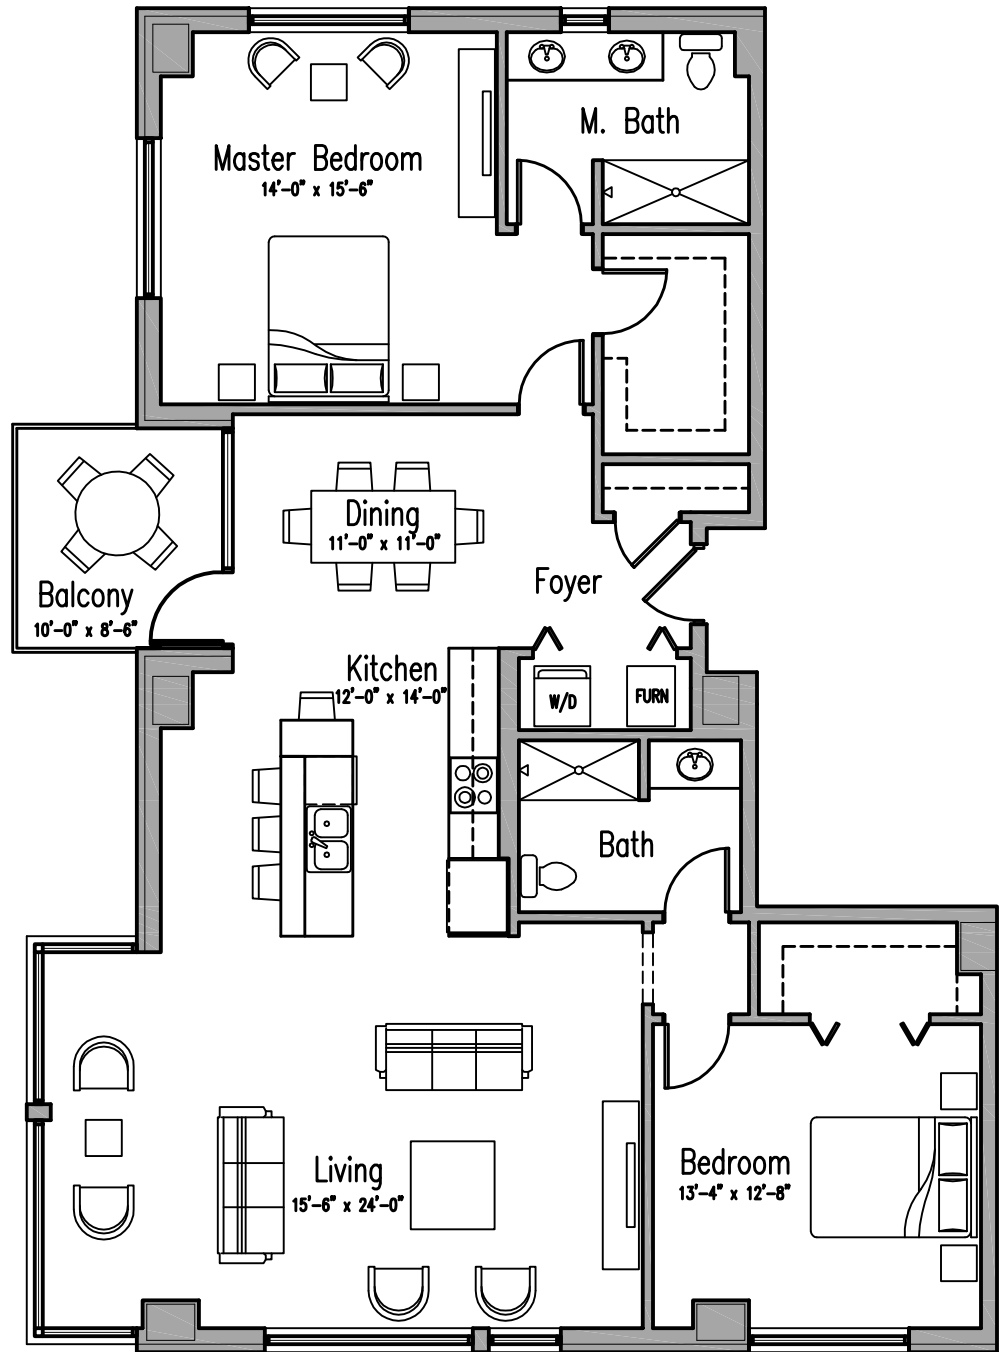 M. Bath
Master Bedroom
14'-0" x 15'-6"
Dining
11'-0" x 11'-0"
Foyer
Balcony
10'-0" x 8'-6"
Kitchen
12'-0" x 14'-0"
W/D
FURN
Bath
Living
15'-6" x 24'-0"
Bedroom
13'-4" x 12'-8"